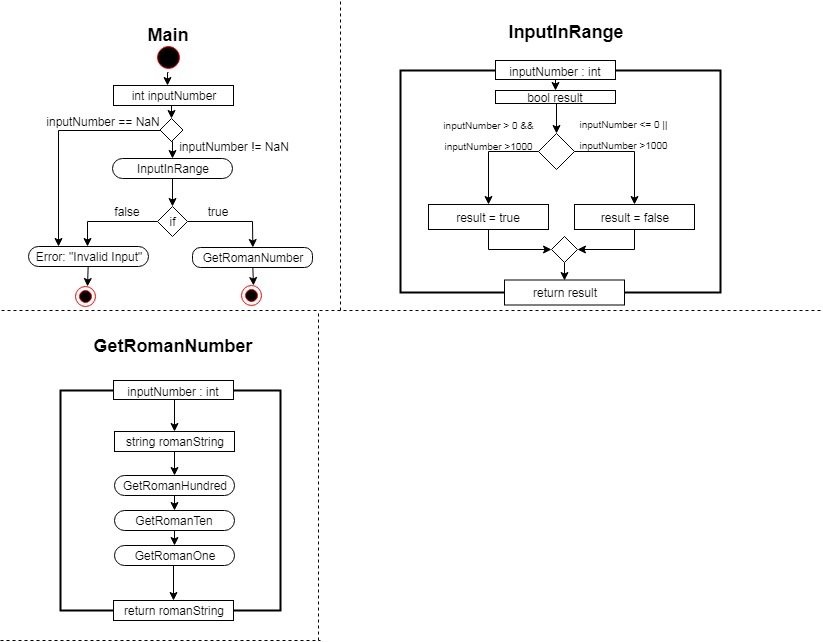 Main
int inputNumber
inputNumber == NaN
inputNumber != NaN
InputInRange
false
if
true
Error: "Invalid Input"
GetRomanNumber
InputInRange
inputNumber : int
bool result
inputNumber > 0 &&
inputNumber >1000
inputNumber <= 0 ||
inputNumber >1000
result = true
result = false
return result
GetRomanNumber
inputNumber : int
string romanString
GetRomanHundred
GetRomanTen
GetRomanOne
return romanString